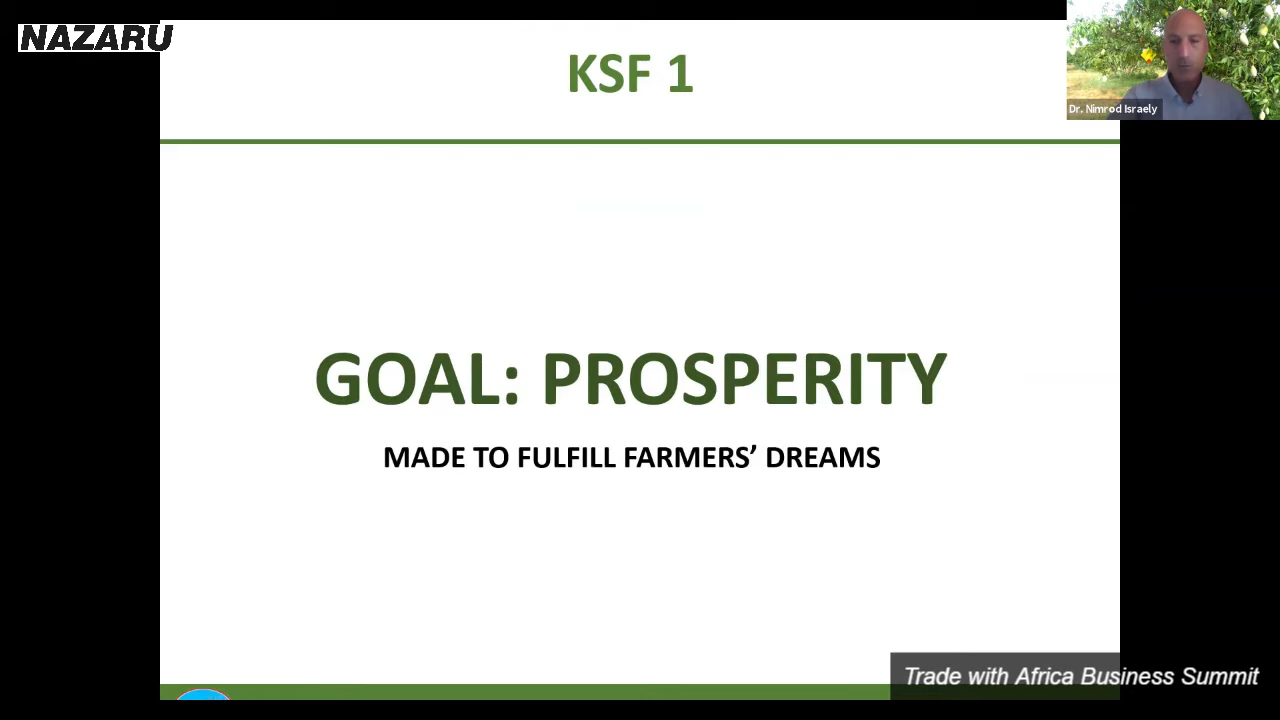 NAZARU
KSF 1
Dr. Nimrod Israely
GOAL: PROSPERITY
MADE TO FULFILL FARMERS’ DREAMS
Trade with Africa Business Summit